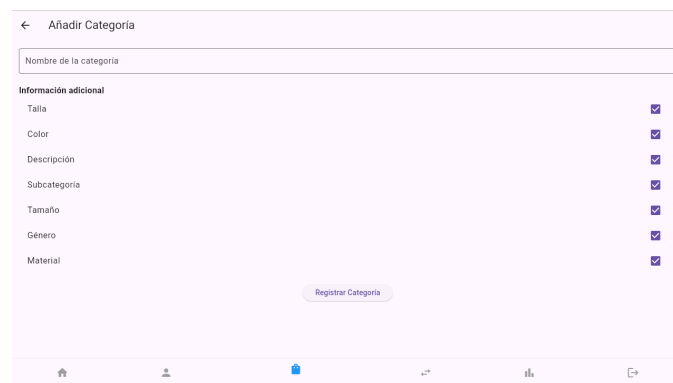 Añadir Categoría
Nombre de la categoría
Información adicional
Talla
Color
Descripción
Subcategoría
Tamaño
Género
Material
Registrar Categoría